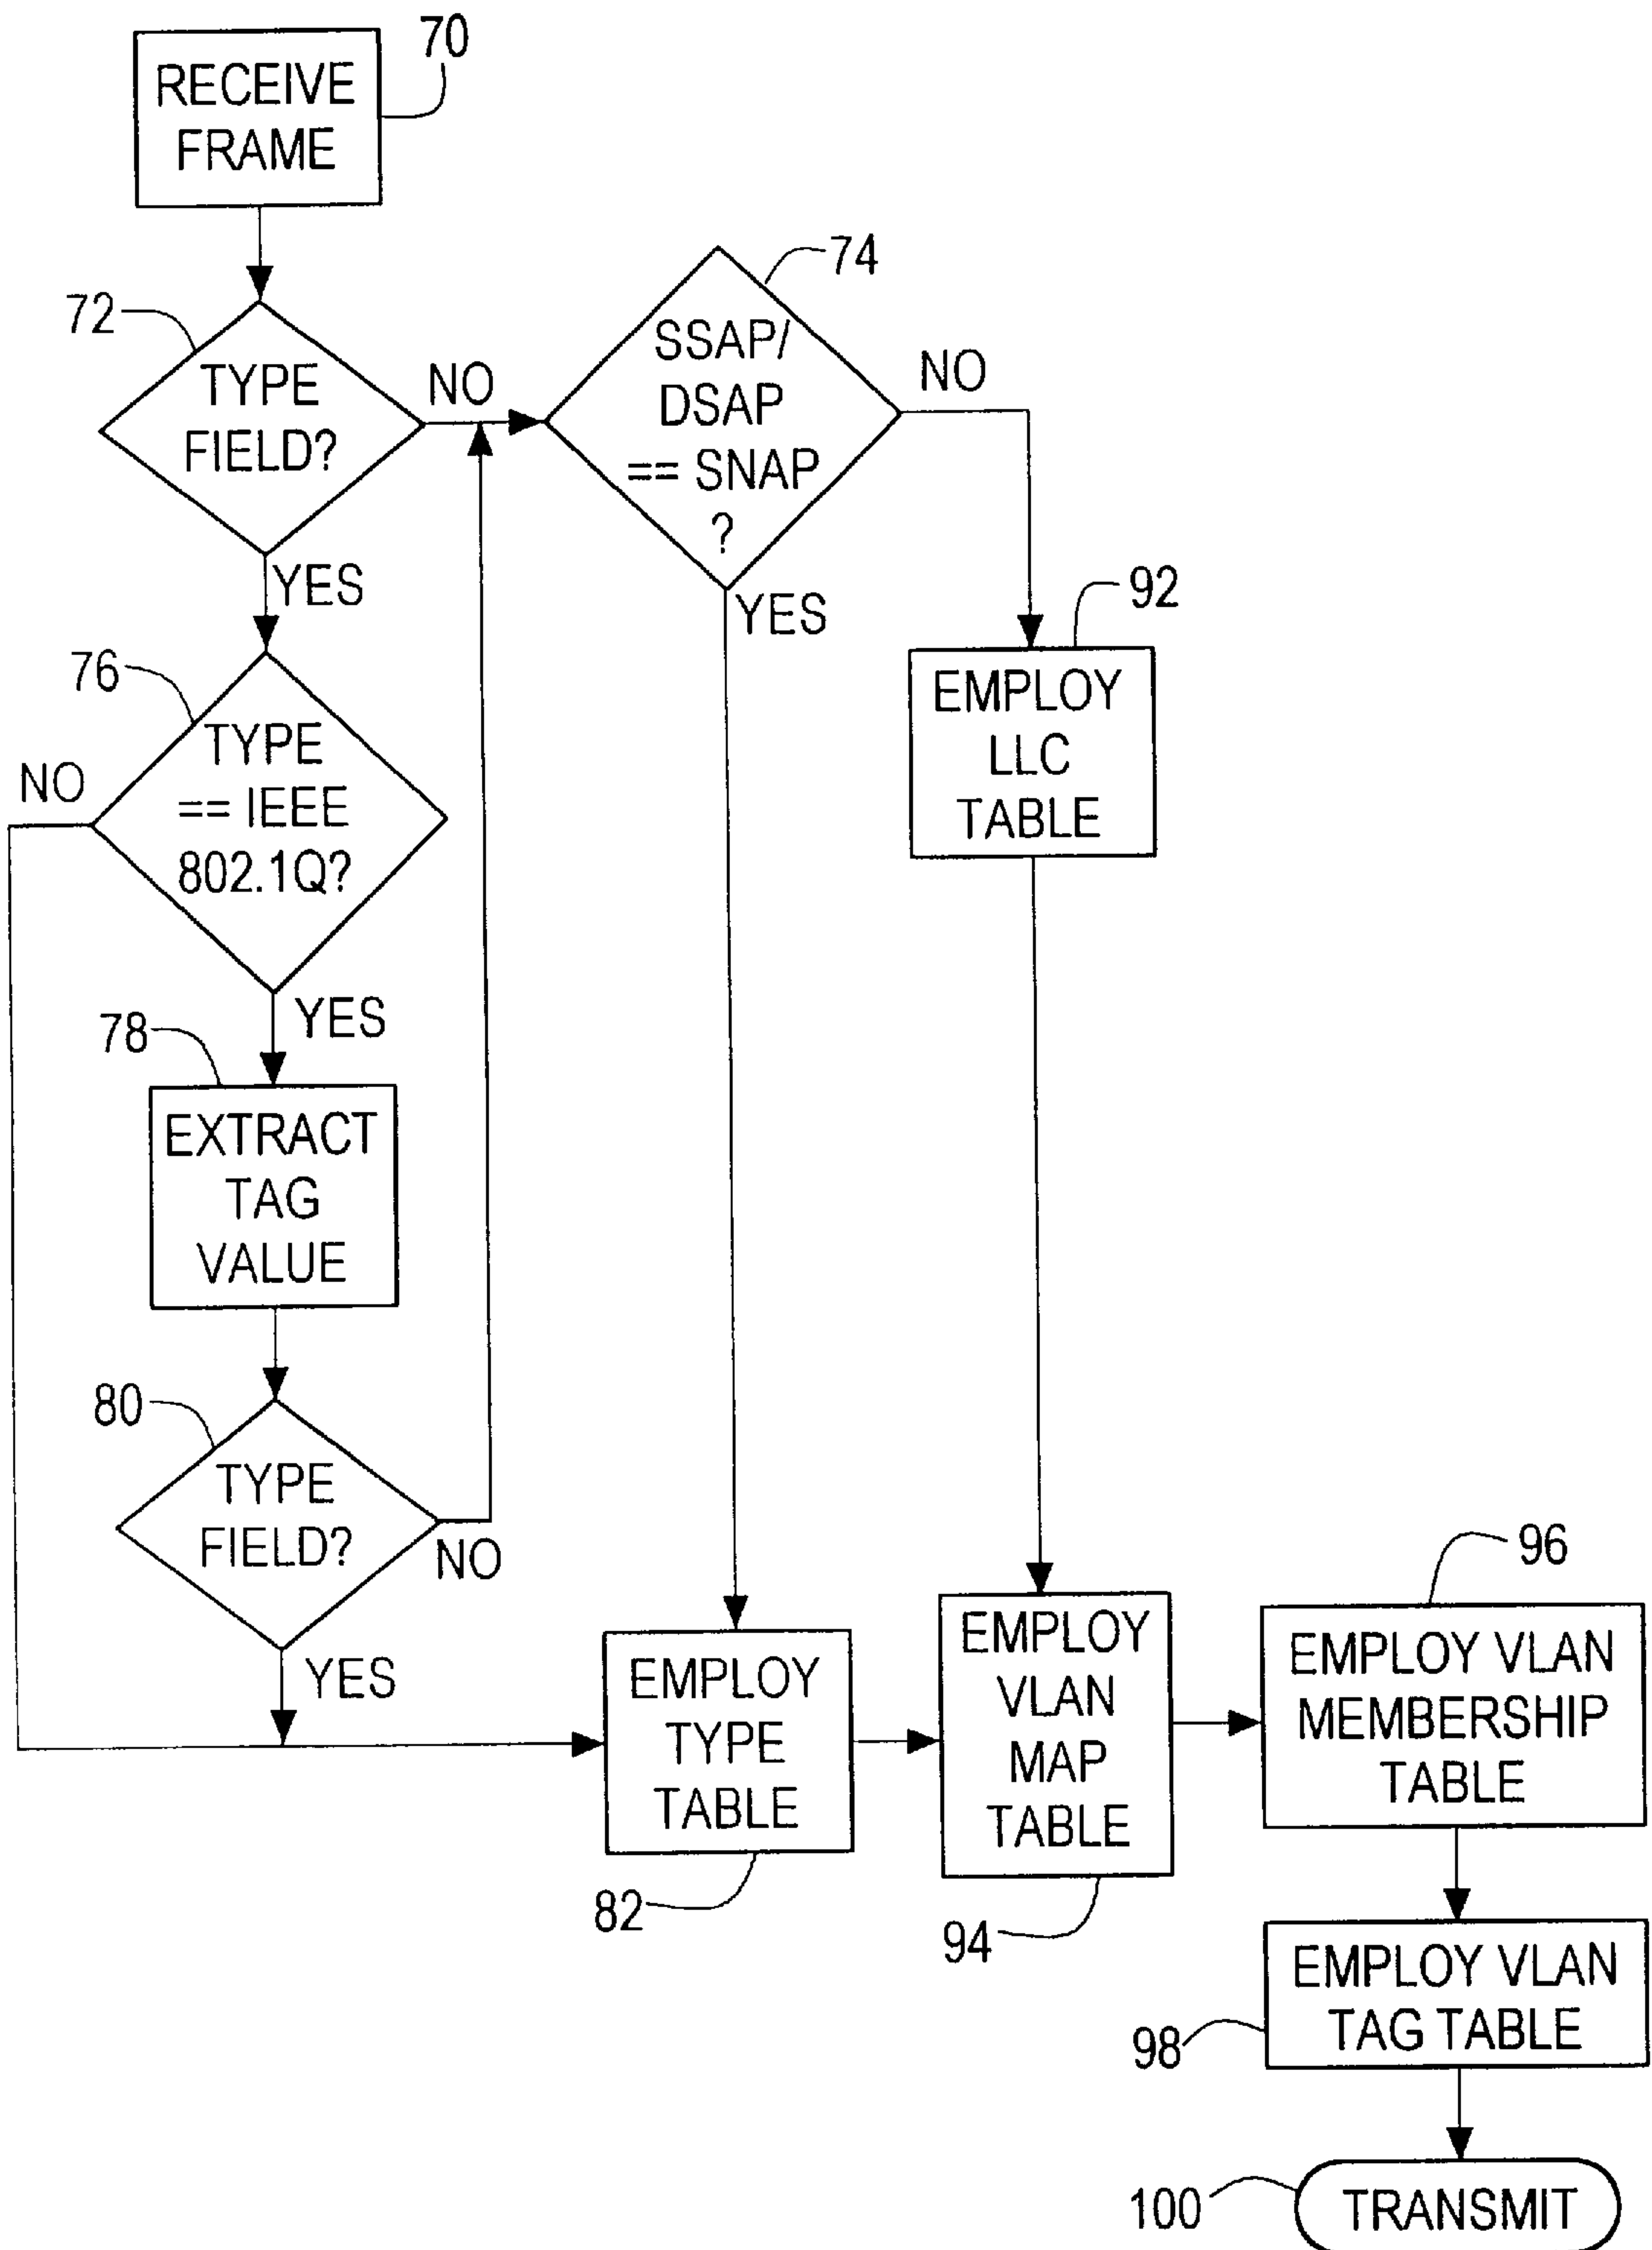 70
RECEIVE
FRAME
72
TYPE
FIELD?
NO
YES
74
SSAP/
DSAP
== SNAP
?
NO
YES
92
EMPLOY
LLC
TABLE
76
TYPE
== IEEE
802.1Q?
NO
YES
78
EXTRACT
TAG
VALUE
80
TYPE
FIELD?
NO
YES
EMPLOY
TYPE
TABLE
82
EMPLOY
VLAN
MAP
TABLE
94
96
EMPLOY VLAN
MEMBERSHIP
TABLE
EMPLOY VLAN
TAG TABLE
98
100
TRANSMIT